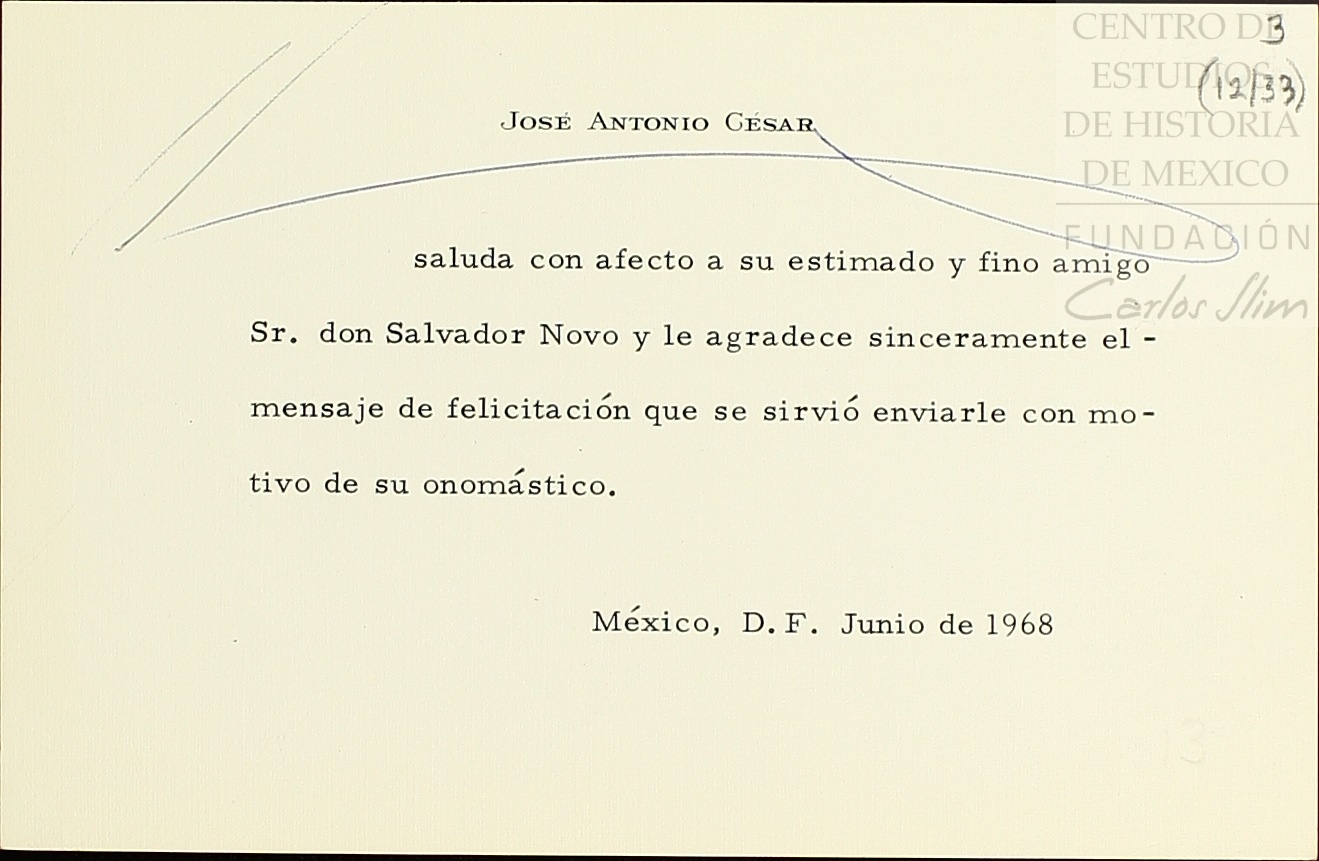 CENTRO DE
ESTUDIOS
DE HISTORIA
DE MEXICO
FUNDACIÓN
Carlos Slim
3
(12/33)
JOSÉ ANTONIO CÉSAR
saluda con afecto a su estimado y fino amigo
Sr. don Salvador Novo y le agradece sinceramente el -
mensaje de felicitación que se sirvió enviarle con mo-
tivo de su onomástico.
México, D. F. Junio de 1968